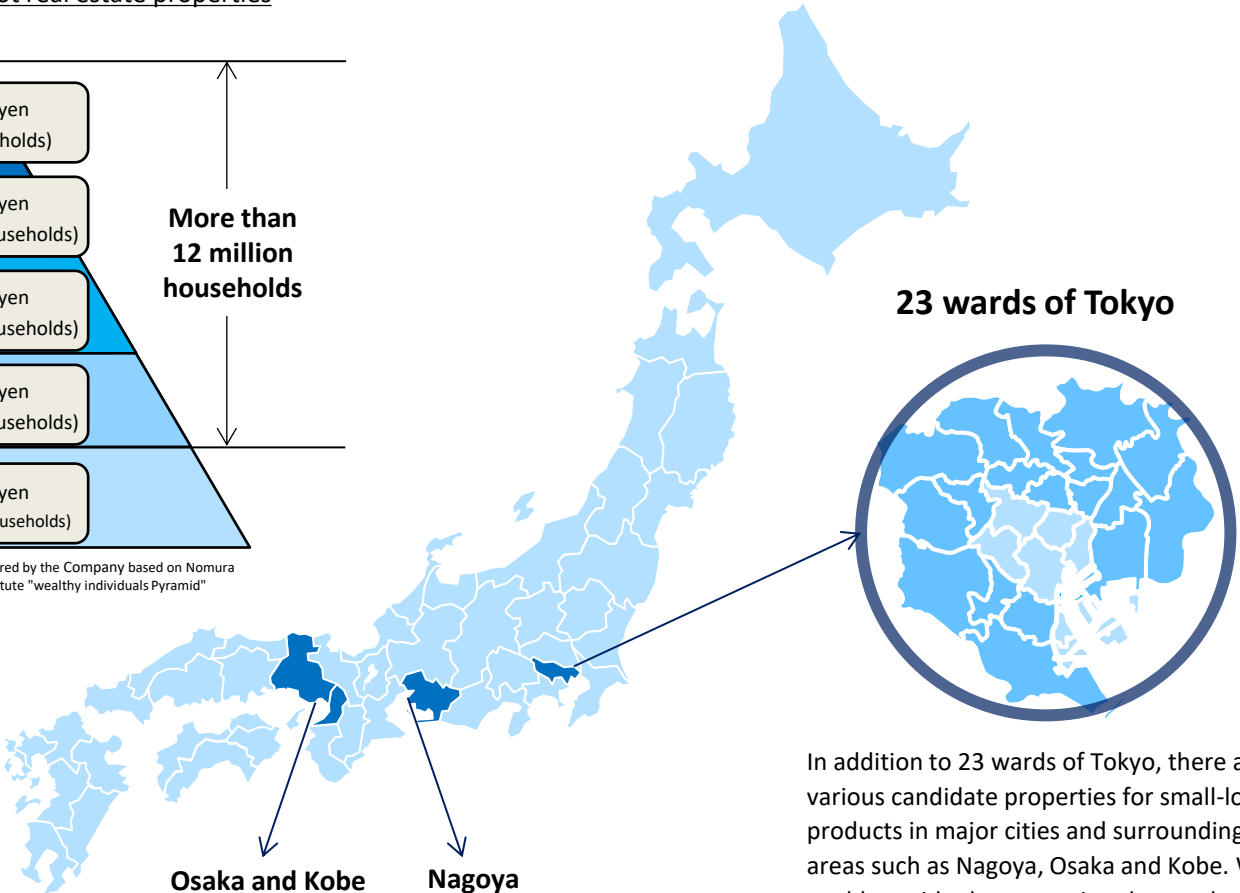 real estate properties
yen
holds)
yen
useholds)
yen
useholds)
yen
useholds)
yen
useholds)
More than
12 million
households
red by the Company based on Nomura
tute "wealthy individuals Pyramid"
23 wards of Tokyo
Osaka and Kobe
Nagoya
In addition to 23 wards of Tokyo, there a
various candidate properties for small-lo
products in major cities and surrounding
areas such as Nagoya, Osaka and Kobe.